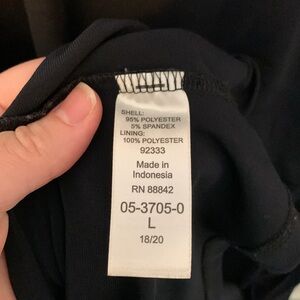 SHELL:
95% POLYESTER
5% SPANDEX
LINING:
100% POLYESTER
92333
Made in
Indonesia
RN 88842
05-3705-0
L
18/20